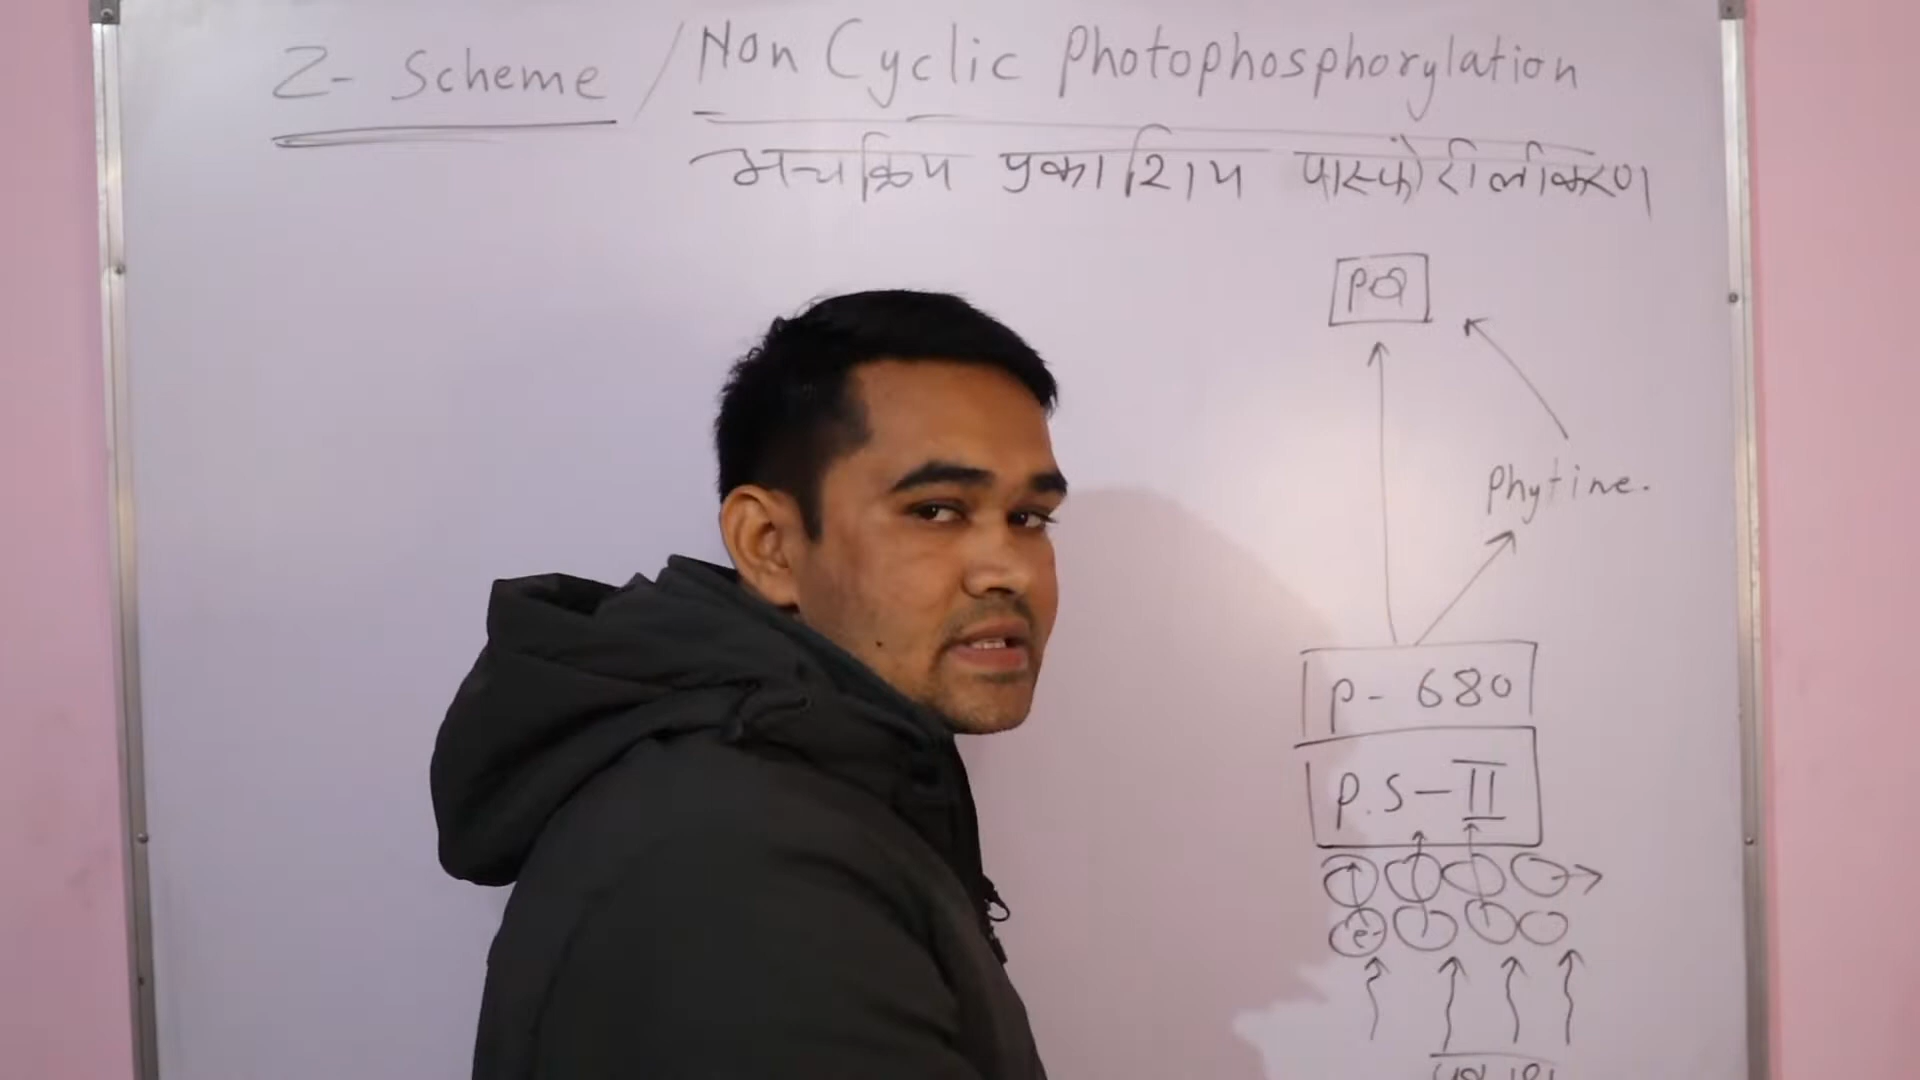 Z- Scheme / Non Cyclic Photophosphorylation
अचक्रिय प्रकाशिय फास्फोरीलीकरण
PQ
Phytine.
P- 680
P.S-II
e-